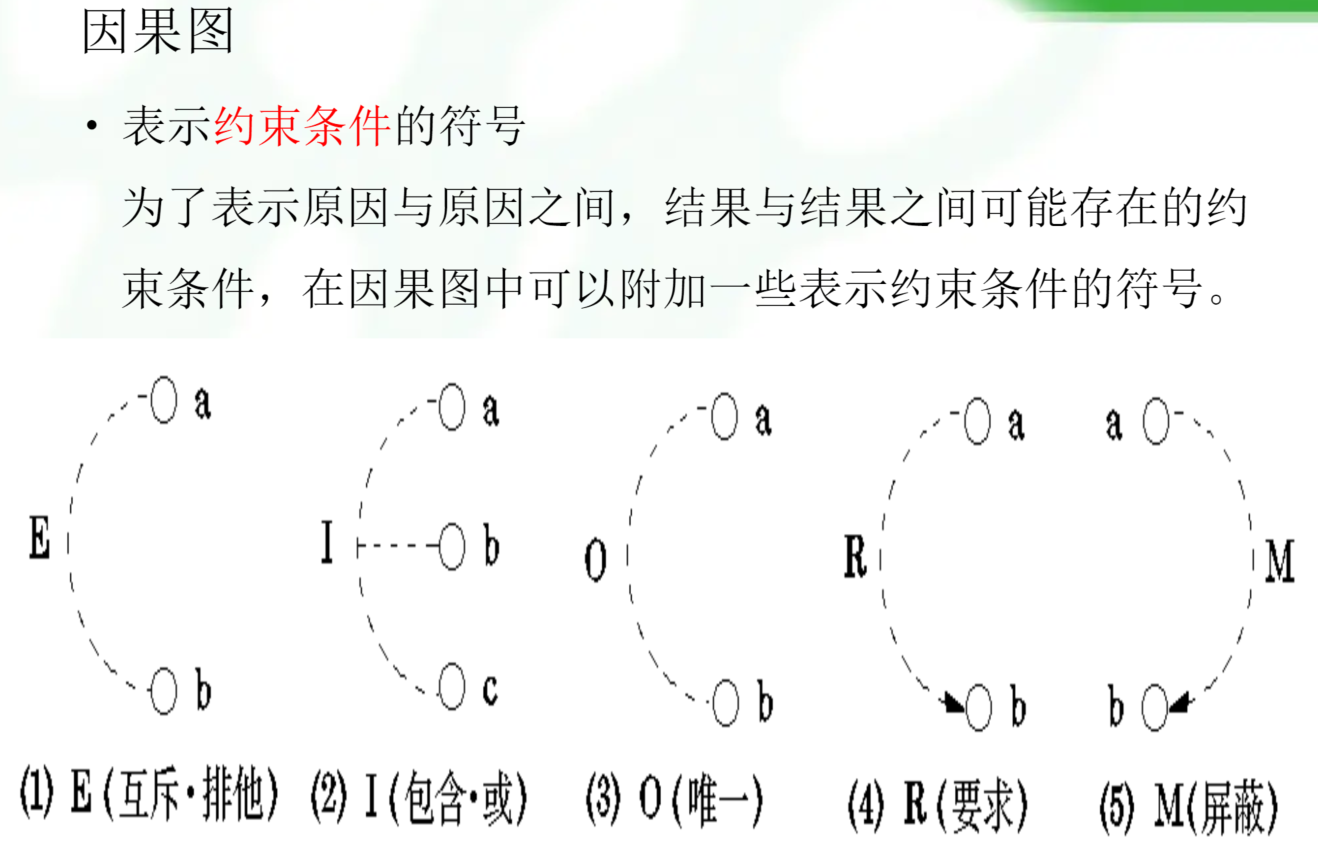 因果图
• 表示约束条件的符号
为了表示原因与原因之间，结果与结果之间可能存在的约
束条件，在因果图中可以附加一些表示约束条件的符号。
a a a a a
E I b O R M
b c b b b
(1) E(互斥·排他) (2) I(包含·或) (3) O(唯一) (4) R(要求) (5) M(屏蔽)